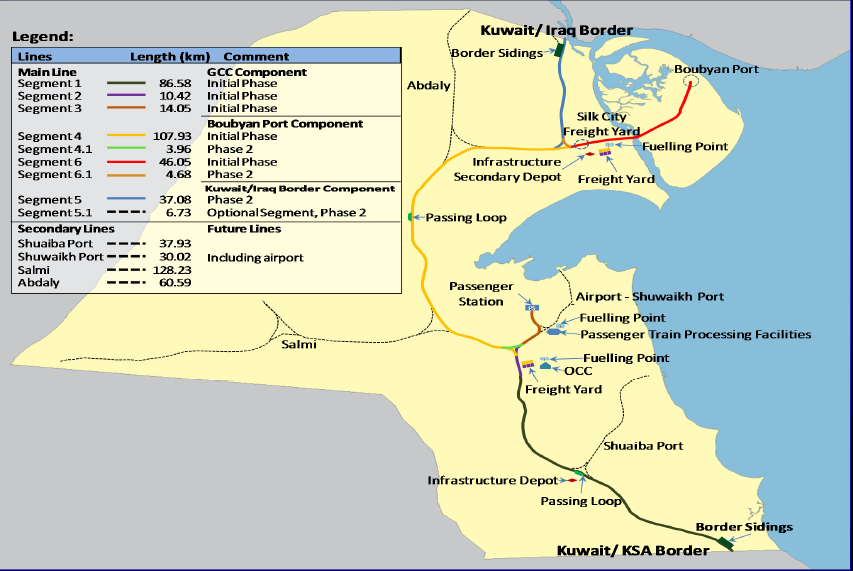 Legend:
Lines Length (km) Comment
Main Line GCC Component
Segment 1 86.58 Initial Phase
Segment 2 10.42 Initial Phase
Segment 3 14.05 Initial Phase
Boubyan Port Component
Segment 4 107.93 Initial Phase
Segment 4.1 3.96 Phase 2
Segment 6 46.05 Initial Phase
Segment 6.1 4.68 Phase 2
Kuwait/Iraq Border Component
Segment 5 37.08 Phase 2
Segment 5.1 6.73 Optional Segment, Phase 2
Secondary Lines Future Lines
Shuaiba Port 37.93
Shuwaikh Port 30.02 Including airport
Salmi 128.23
Abdaly 60.59
Kuwait/ Iraq Border
Border Sidings
Boubyan Port
Abdaly
Silk City
Freight Yard
Fuelling Point
Infrastructure
Secondary Depot
Freight Yard
Passing Loop
Passenger
Station
Airport - Shuwaikh Port
Fuelling Point
Passenger Train Processing Facilities
Salmi
Fuelling Point
OCC
Freight Yard
Shuaiba Port
Infrastructure Depot
Passing Loop
Border Sidings
Kuwait/ KSA Border